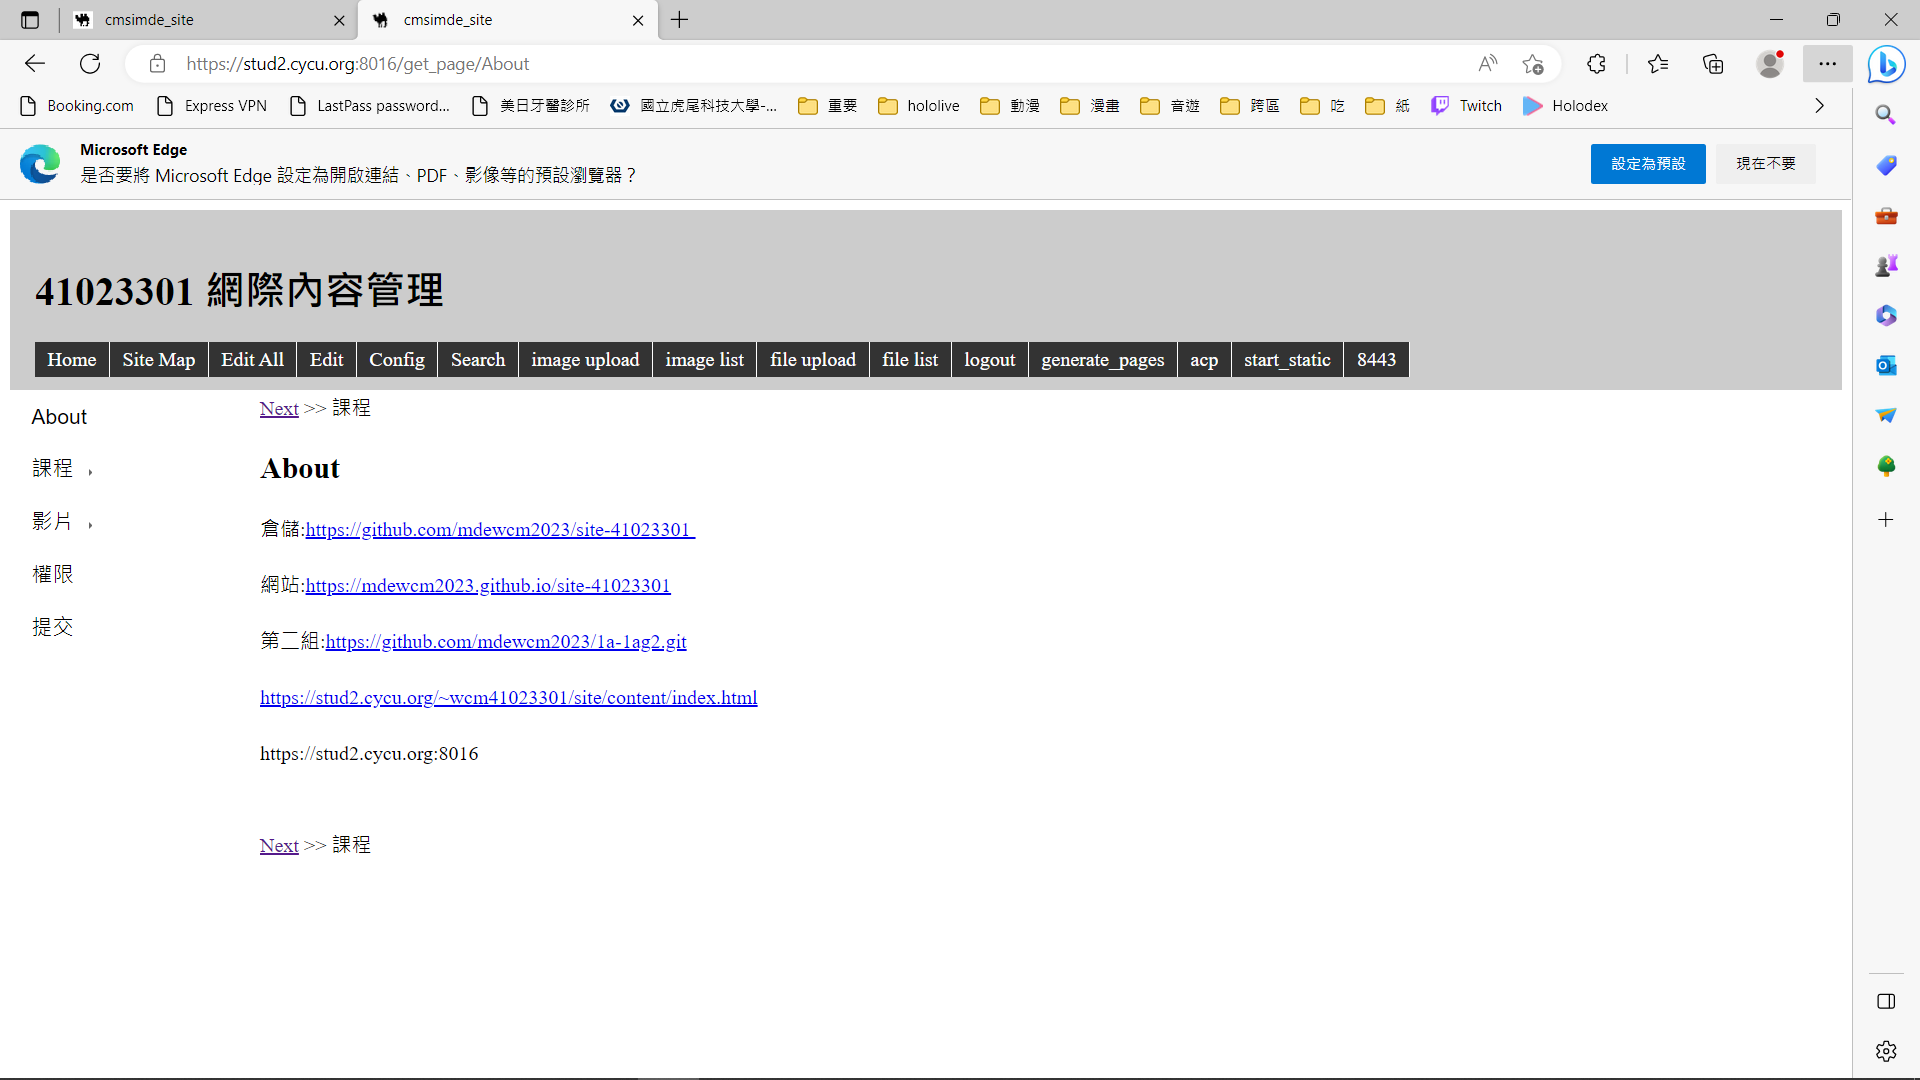 cmsimde_site
cmsimde_site
https://stud2.cycu.org:8016/get_page/About
Booking.com
Express VPN
LastPass password...
美日牙醫診所
國立虎尾科技大學-...
重要
hololive
動漫
漫畫
音遊
跨區
吃
紙
Twitch
Holodex
Microsoft Edge
是否要將 Microsoft Edge 設定為開啟連結、PDF、影像等的預設瀏覽器？
設定為預設
現在不要
41023301 網際內容管理
Home
Site Map
Edit All
Edit
Config
Search
image upload
image list
file upload
file list
logout
generate_pages
acp
start_static
8443
About
課程
影片
權限
提交
Next >> 課程
About
倉儲:https://github.com/mdewcm2023/site-41023301
網站:https://mdewcm2023.github.io/site-41023301
第二組:https://github.com/mdewcm2023/1a-1ag2.git
https://stud2.cycu.org/~wcm41023301/site/content/index.html
https://stud2.cycu.org:8016
Next >> 課程